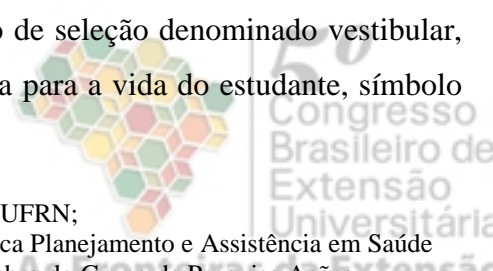 o de seleção denominado vestibular,
a para a vida do estudante, símbolo
5º
Congresso
Brasileiro de
Extensão
Universitária
UFRN;
ca Planejamento e Assistência em Saúde